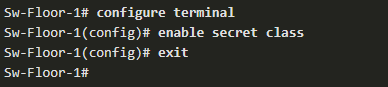 Sw-Floor-1# configure terminal
Sw-Floor-1(config)# enable secret class
Sw-Floor-1(config)# exit
Sw-Floor-1#